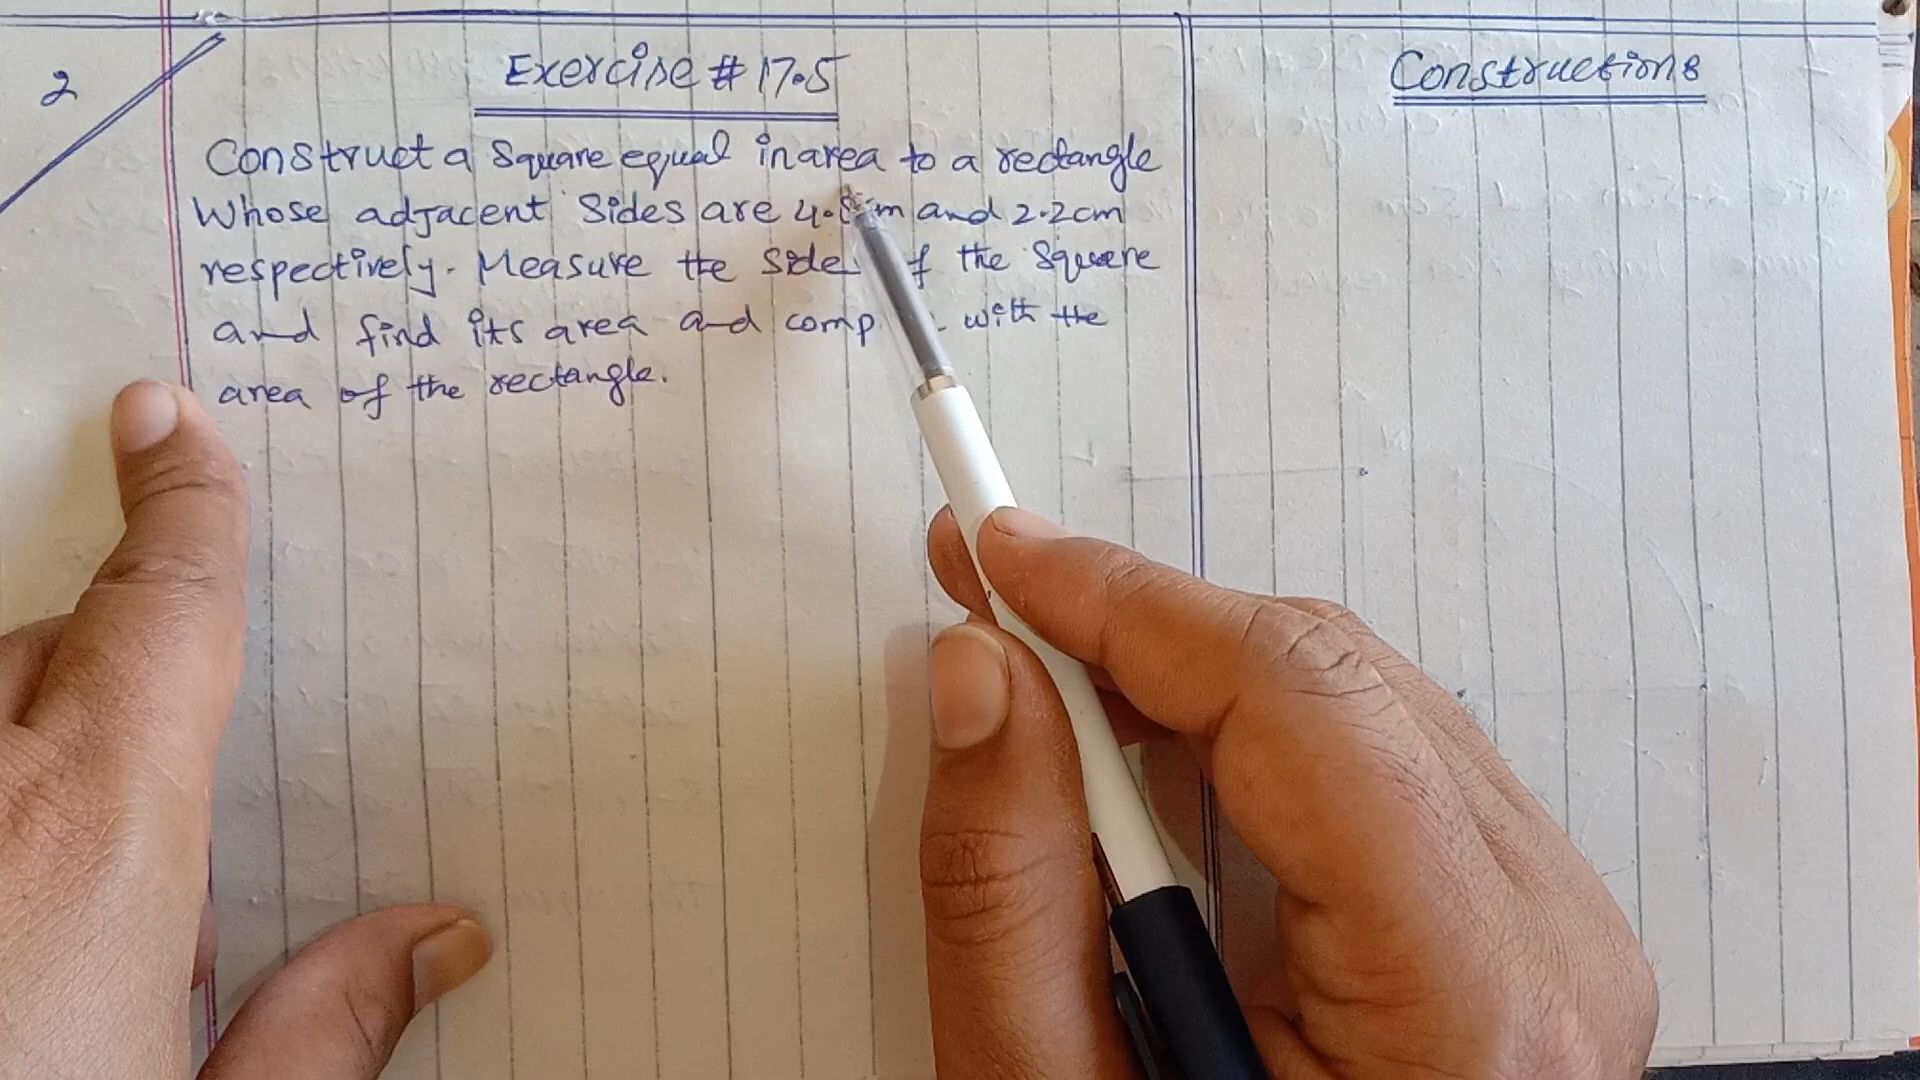 2
Exercise # 17.5
Constructions
Construct a square equal in area to a rectangle
Whose adjacent Sides are and 2.2cm
respectively. Measure the Side the Square
and find its area and with the
area of the rectangle.